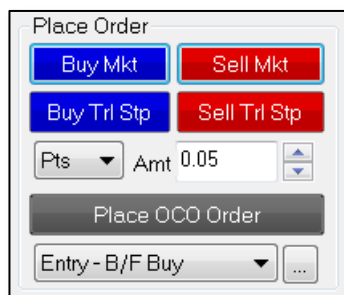 Place Order
Buy Mkt Sell Mkt
Buy Trl Stp Sell Trl Stp
Pts Amt 0.05
Place OCO Order
Entry - B/F Buy ...